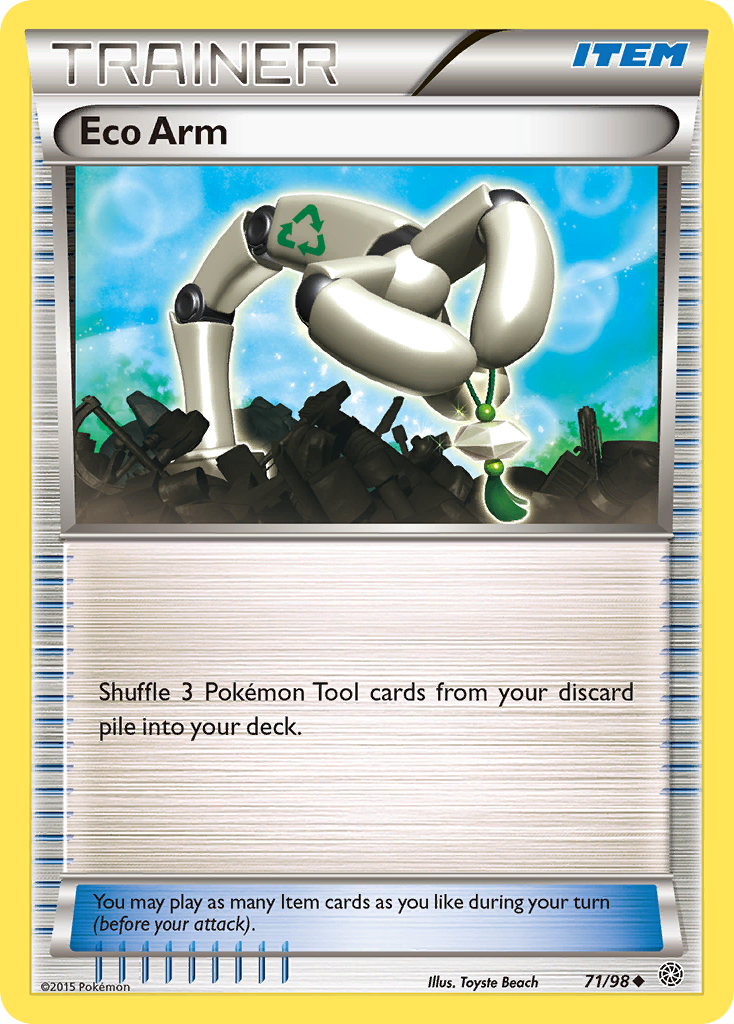 TRAINER
ITEM
Eco Arm
Shuffle 3 Pokémon Tool cards from your discard
pile into your deck.
You may play as many Item cards as you like during your turn
(before your attack).
©2015 Pokémon
Illus. Toyste Beach
71/98